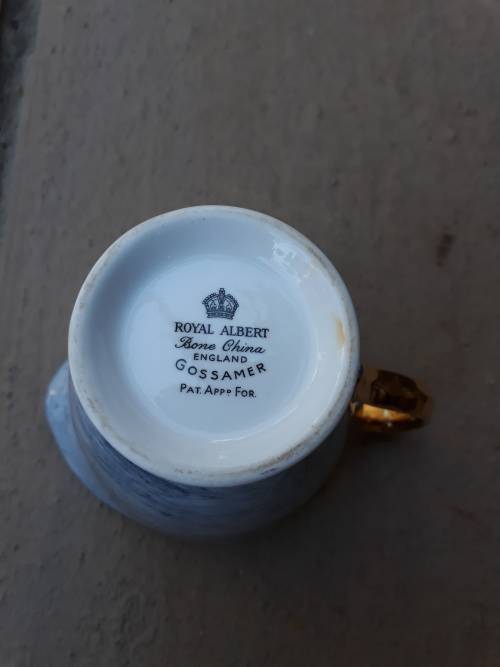 ROYAL ALBERT
Bone China
ENGLAND
GOSSAMER
PAT. APPD FOR.